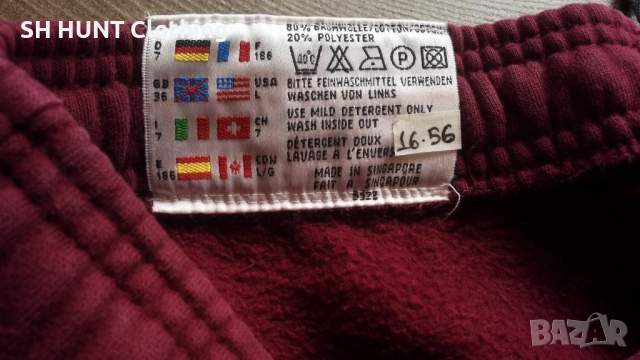 SH HUNT Clothing
80% BAUMWOLLE/COTTON/COTON
20% POLYESTER
D 7
F 186
40°C
P
GB 36
USA L
BITTE FEINWASCHMITTEL VERWENDEN
WASCHEN VON LINKS
I 7
CH 7
USE MILD DETERGENT ONLY
WASH INSIDE OUT
16.56
E 186
CDN L/G
DÉTERGENT DOUX
LAVAGE A L'ENVERS
MADE IN SINGAPORE
FAIT A SINGAPOUR
BAZAR.bg